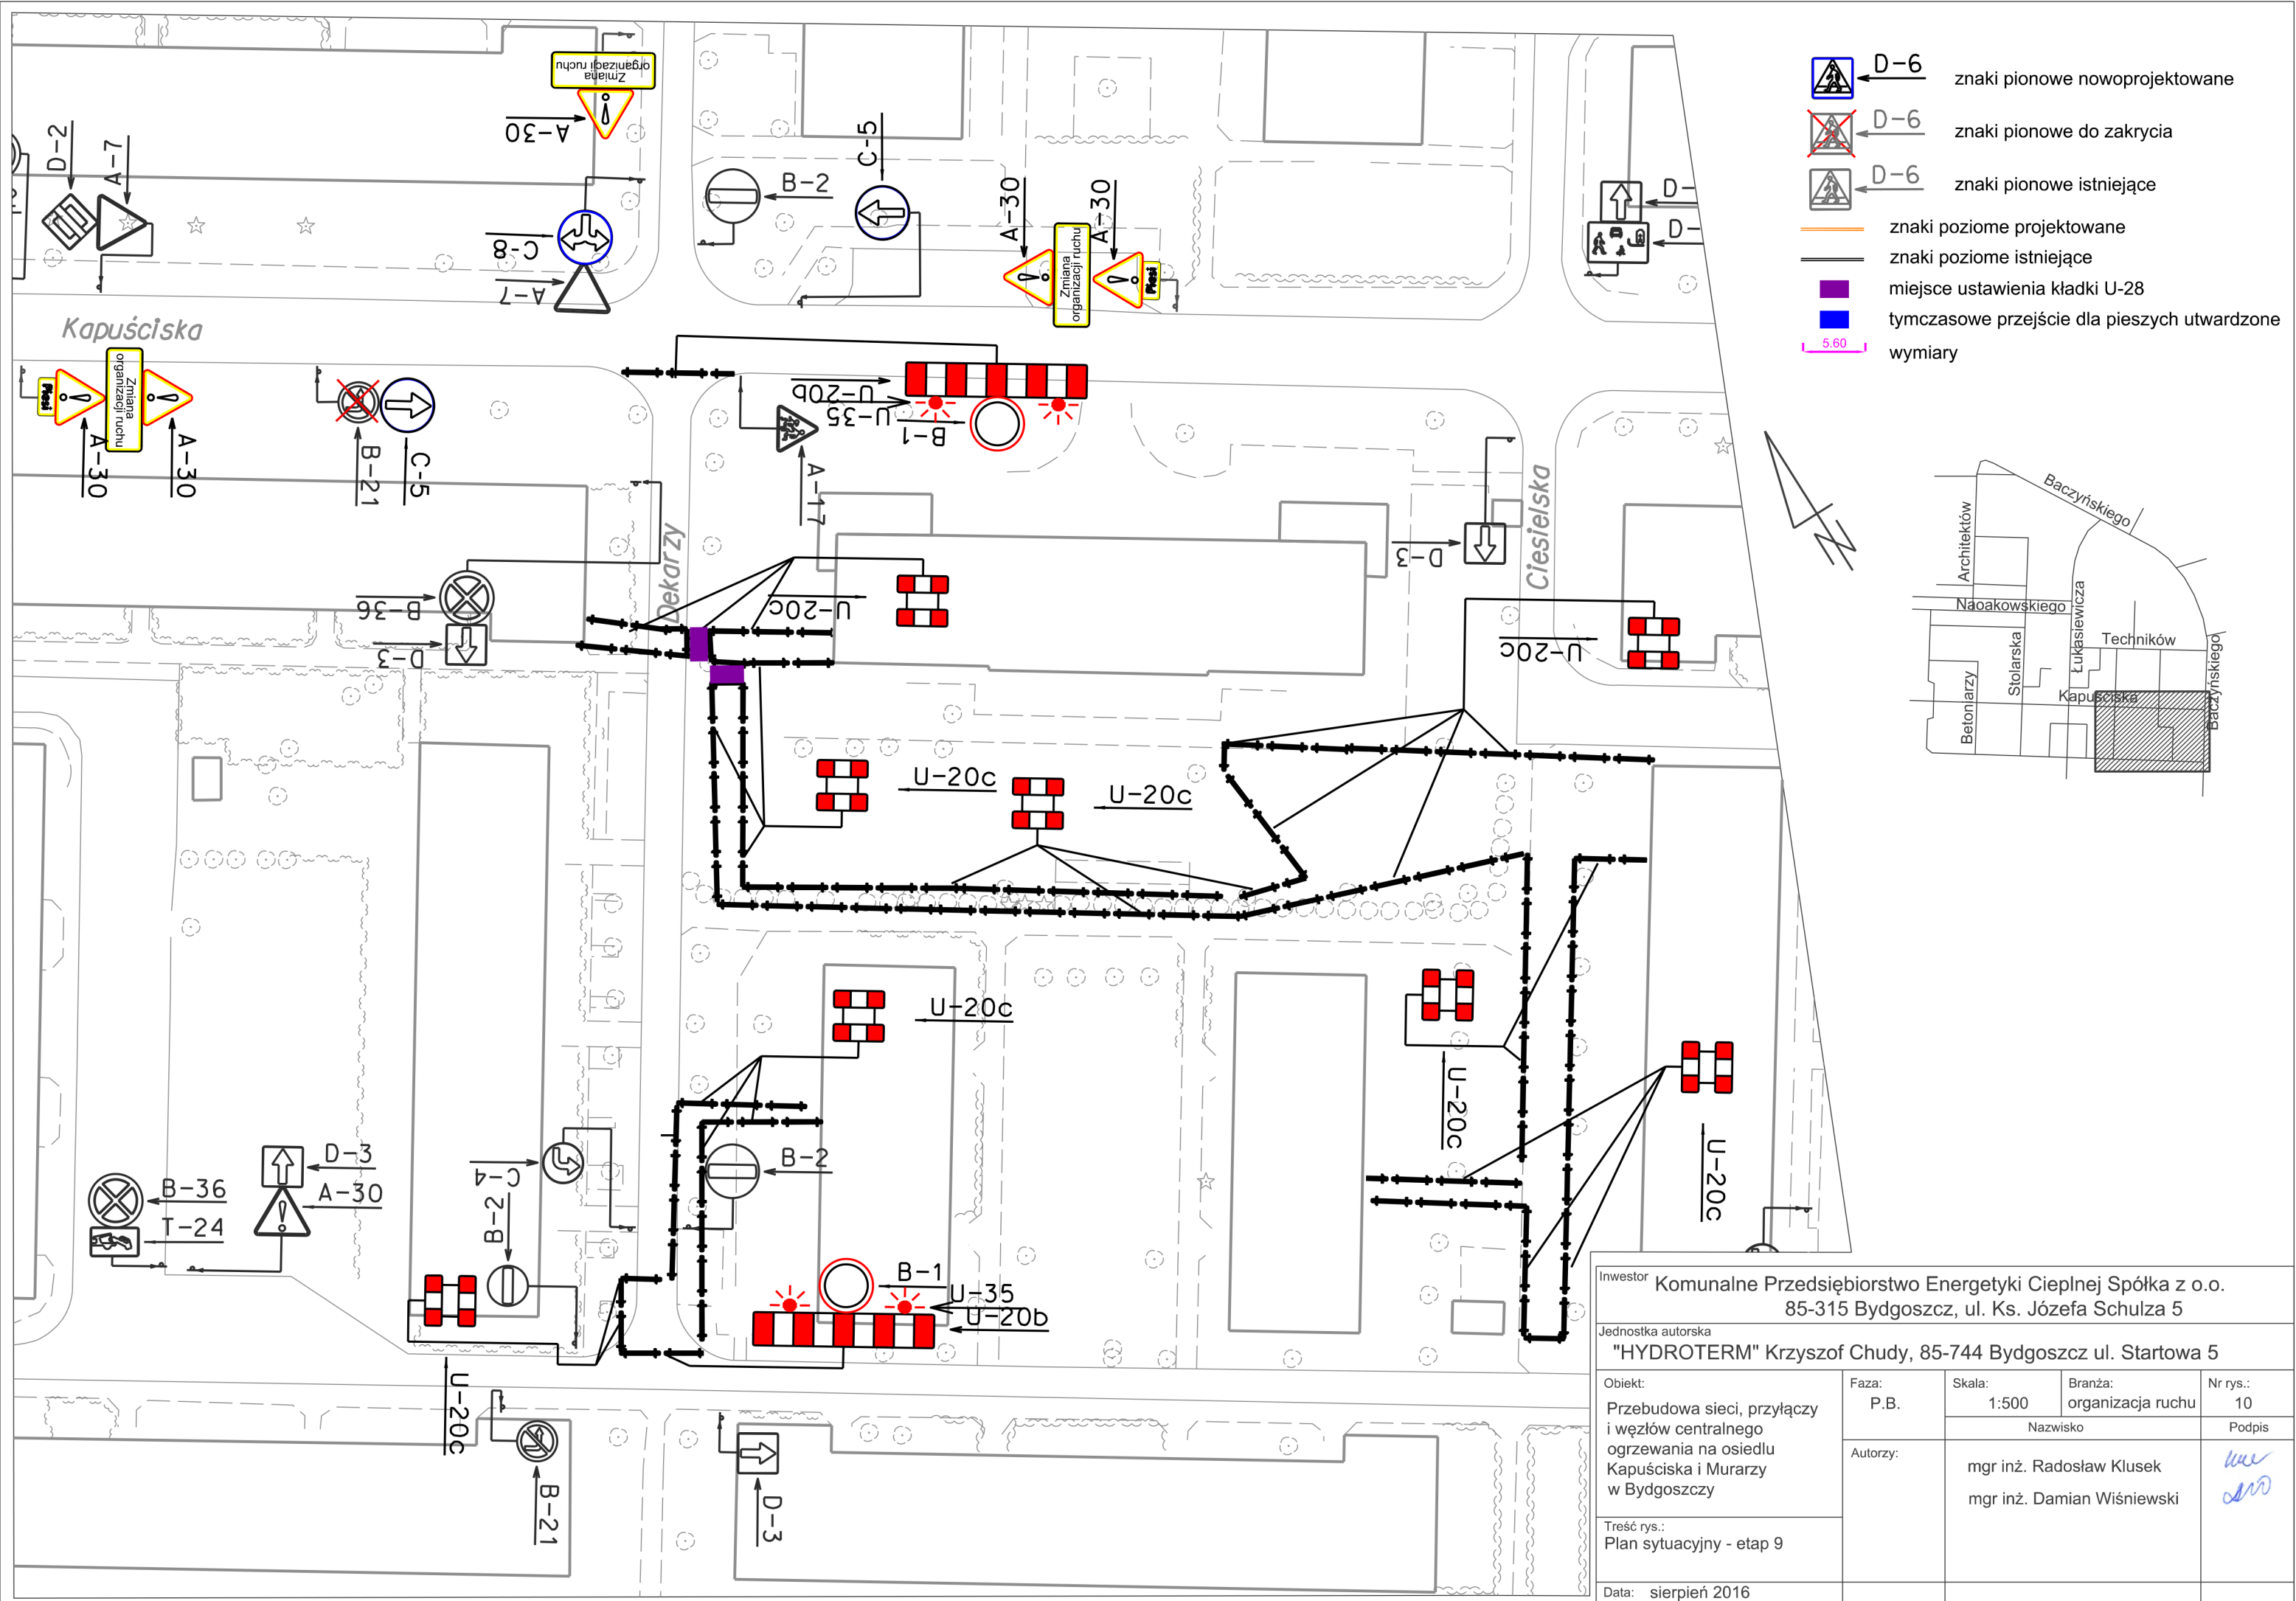 Zmiana
organizacji ruchu
A-30
D-2
A-7
C-8
A-7
B-2
C-5
A-30
A-30
Zmiana
organizacji ruchu
Piesi
D-
D-
Kapuściska
Piesi
Zmiana
organizacji ruchu
A-30
A-30
B-21
C-5
U-20b
U-35
B-1
A-17
Dekarzy
Ciesielska
D-3
B-36
D-3
U-20c
U-20c
U-20c
U-20c
U-20c
U-20c
U-20c
B-36
T-24
D-3
A-30
C-4
B-2
B-2
B-1
U-35
U-20b
U-20c
B-21
D-3
D-6 znaki pionowe nowoprojektowane
D-6 znaki pionowe do zakrycia
D-6 znaki pionowe istniejące
znaki poziome projektowane
znaki poziome istniejące
miejsce ustawienia kładki U-28
tymczasowe przejście dla pieszych utwardzone
5.60 wymiary
Baczyńskiego
Architektów
Naoakowskiego
Łukasiewicza
Techników
Stolarska
Betoniarzy
Kapuściska
Baczyńskiego
Inwestor Komunalne Przedsiębiorstwo Energetyki Cieplnej Spółka z o.o.
85-315 Bydgoszcz, ul. Ks. Józefa Schulza 5
Jednostka autorska
"HYDROTERM" Krzyszof Chudy, 85-744 Bydgoszcz ul. Startowa 5
Obiekt:
Przebudowa sieci, przyłączy
i węzłów centralnego
ogrzewania na osiedlu
Kapuściska i Murarzy
w Bydgoszczy
Faza:
P.B.
Skala:
1:500
Branża:
organizacja ruchu
Nr rys.:
10
Nazwisko
Podpis
Autorzy:
mgr inż. Radosław Klusek
mgr inż. Damian Wiśniewski
Treść rys.:
Plan sytuacyjny - etap 9
Data: sierpień 2016